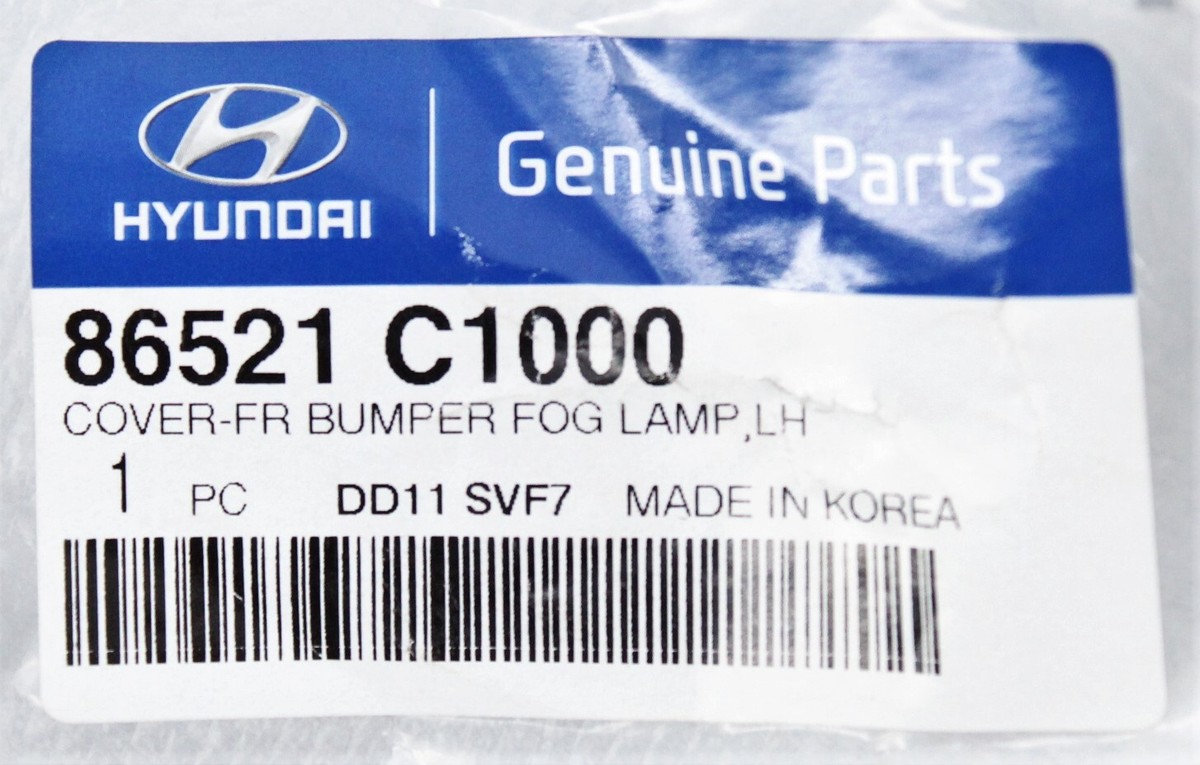 HYUNDAI
Genuine Parts
86521 C1000
COVER-FR BUMPER FOG LAMP,LH
1 PC DD11 SVF7 MADE IN KOREA